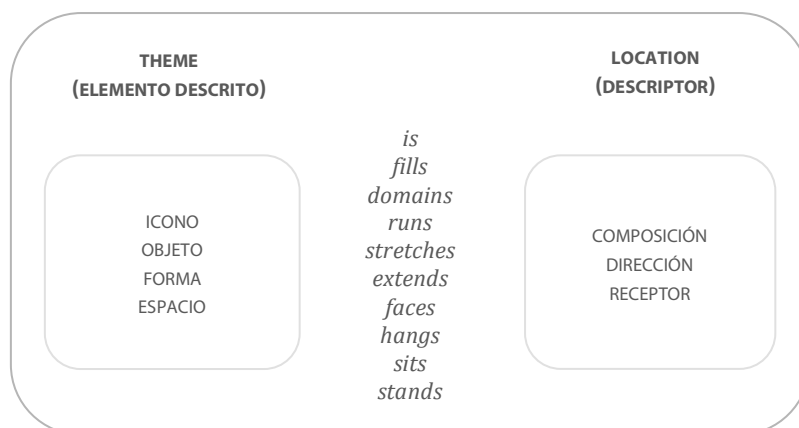 THEME
(ELEMENTO DESCRITO)
LOCATION
(DESCRIPTOR)
ICONO
OBJETO
FORMA
ESPACIO
is
fills
domains
runs
stretches
extends
faces
hangs
sits
stands
COMPOSICIÓN
DIRECCIÓN
RECEPTOR